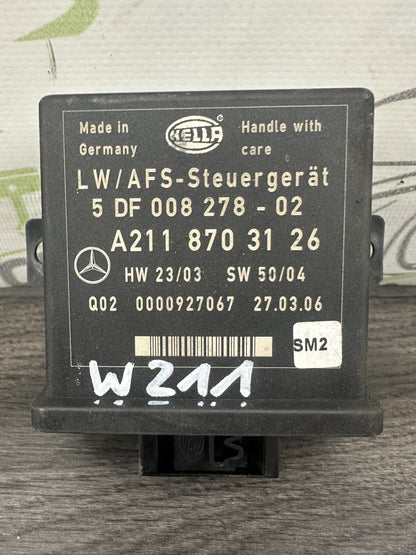 Made in Germany
HELLA
Handle with care
LW/AFS-Steuergerät
5 DF 008 278 - 02
A211 870 31 26
HW 23/03 SW 50/04
Q02 0000927067 27.03.06
SM2
W211